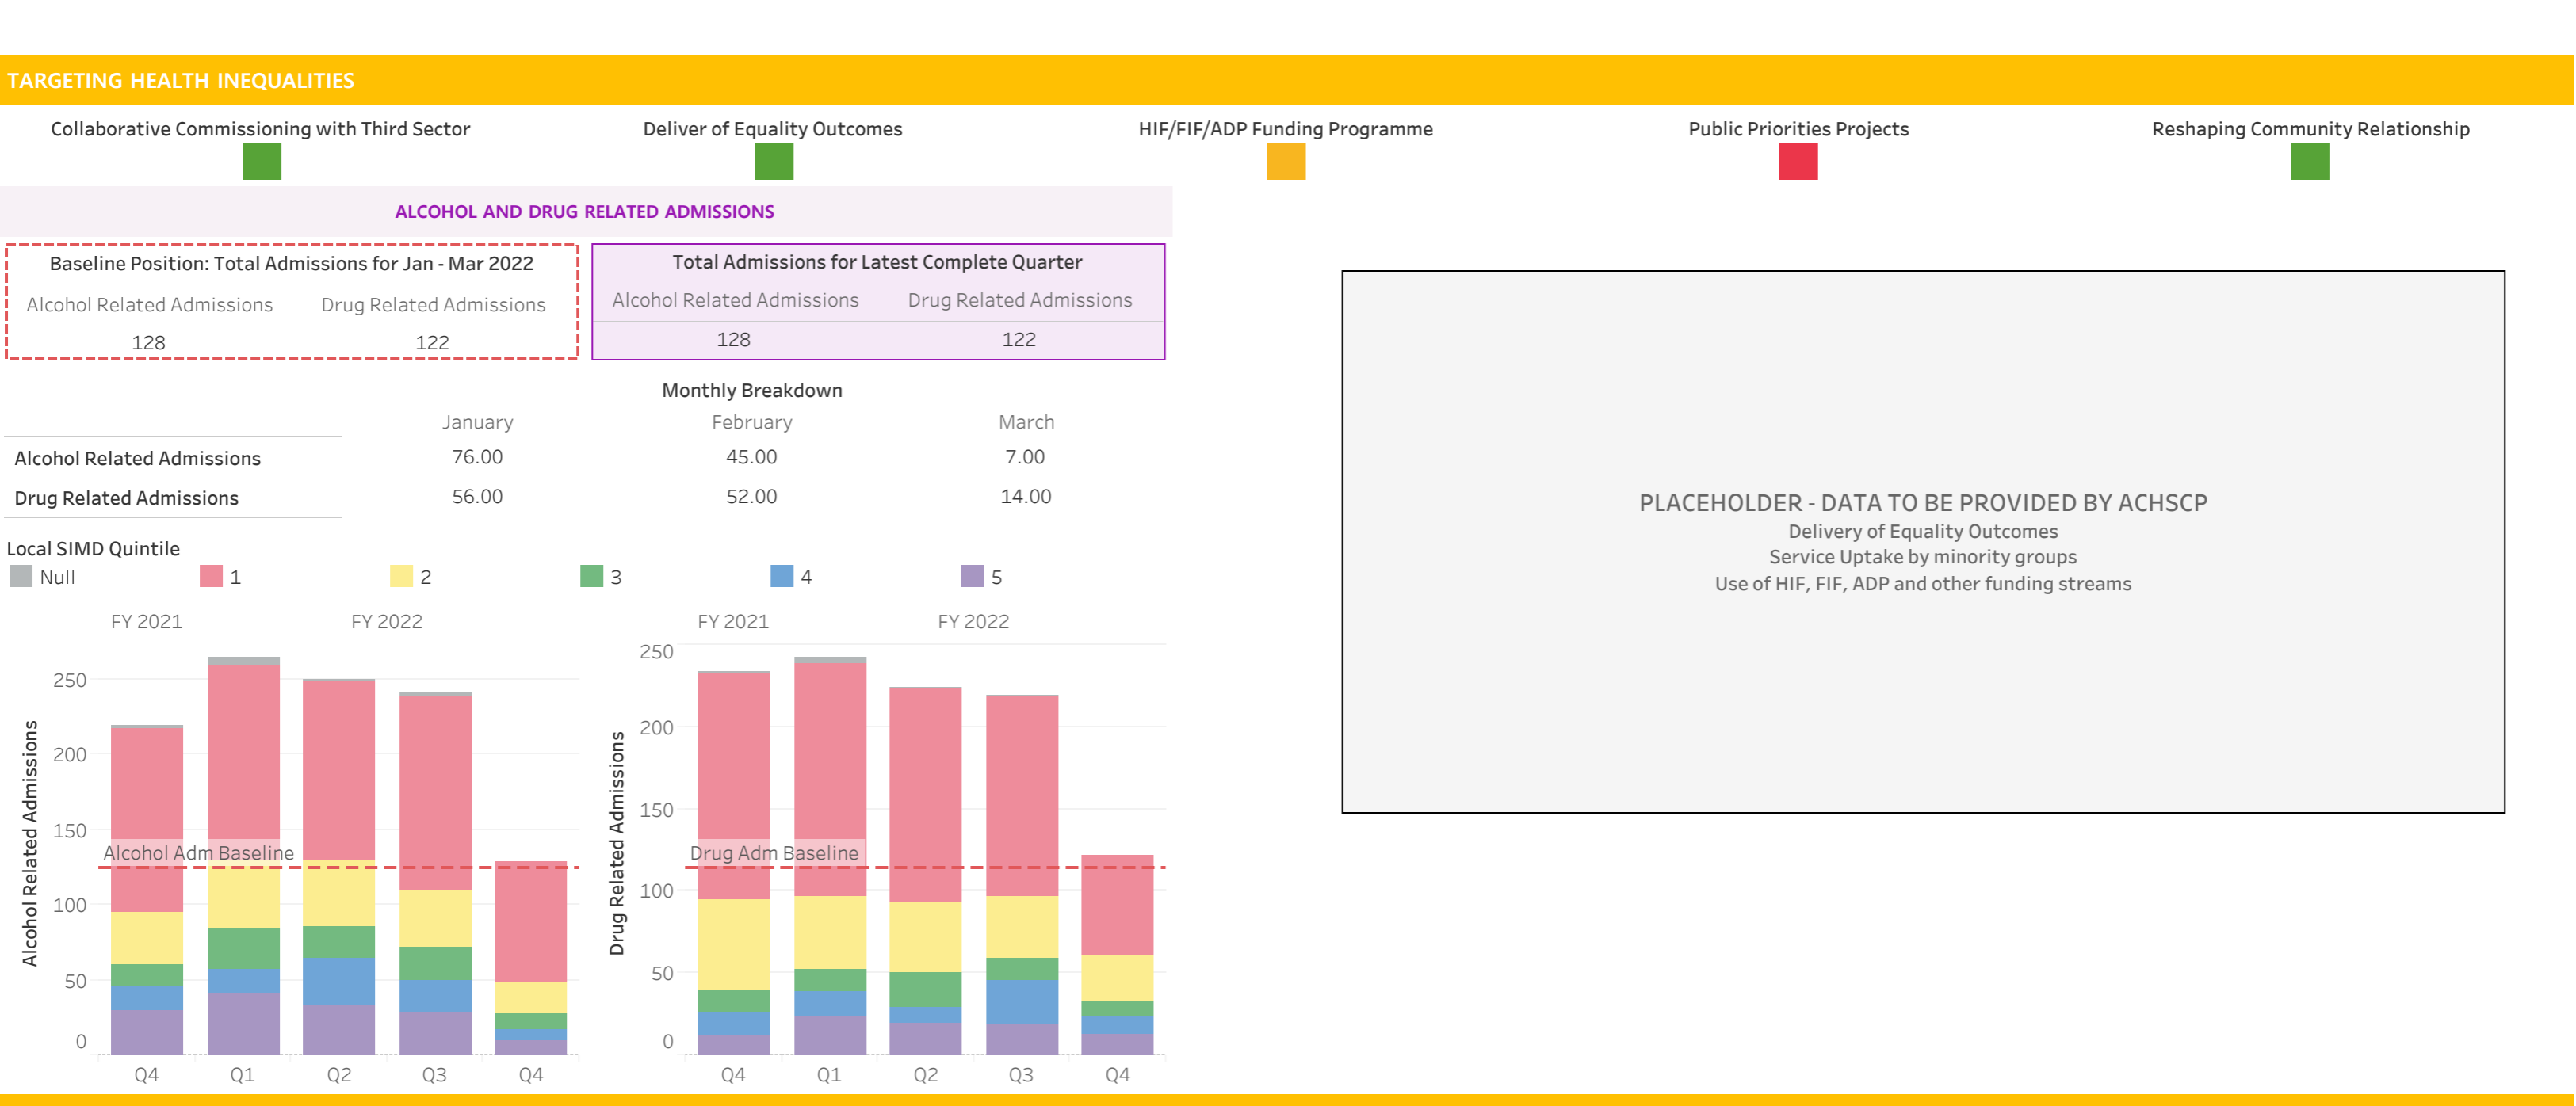 TARGETING HEALTH INEQUALITIES
Collaborative Commissioning with Third Sector
Deliver of Equality Outcomes
HIF/FIF/ADP Funding Programme
Public Priorities Projects
Reshaping Community Relationship
ALCOHOL AND DRUG RELATED ADMISSIONS
Baseline Position: Total Admissions for Jan - Mar 2022
Alcohol Related Admissions Drug Related Admissions
128 122
Total Admissions for Latest Complete Quarter
Alcohol Related Admissions Drug Related Admissions
128 122
Monthly Breakdown
January February March
Alcohol Related Admissions 76.00 45.00 7.00
Drug Related Admissions 56.00 52.00 14.00
Local SIMD Quintile
Null 1 2 3 4 5
FY 2021 FY 2022
250
200
150
100
50
0
Alcohol Related Admissions
Alcohol Adm Baseline
Q4 Q1 Q2 Q3 Q4
FY 2021 FY 2022
250
200
150
100
50
0
Drug Related Admissions
Drug Adm Baseline
Q4 Q1 Q2 Q3 Q4
PLACEHOLDER - DATA TO BE PROVIDED BY ACHSCP
Delivery of Equality Outcomes
Service Uptake by minority groups
Use of HIF, FIF, ADP and other funding streams